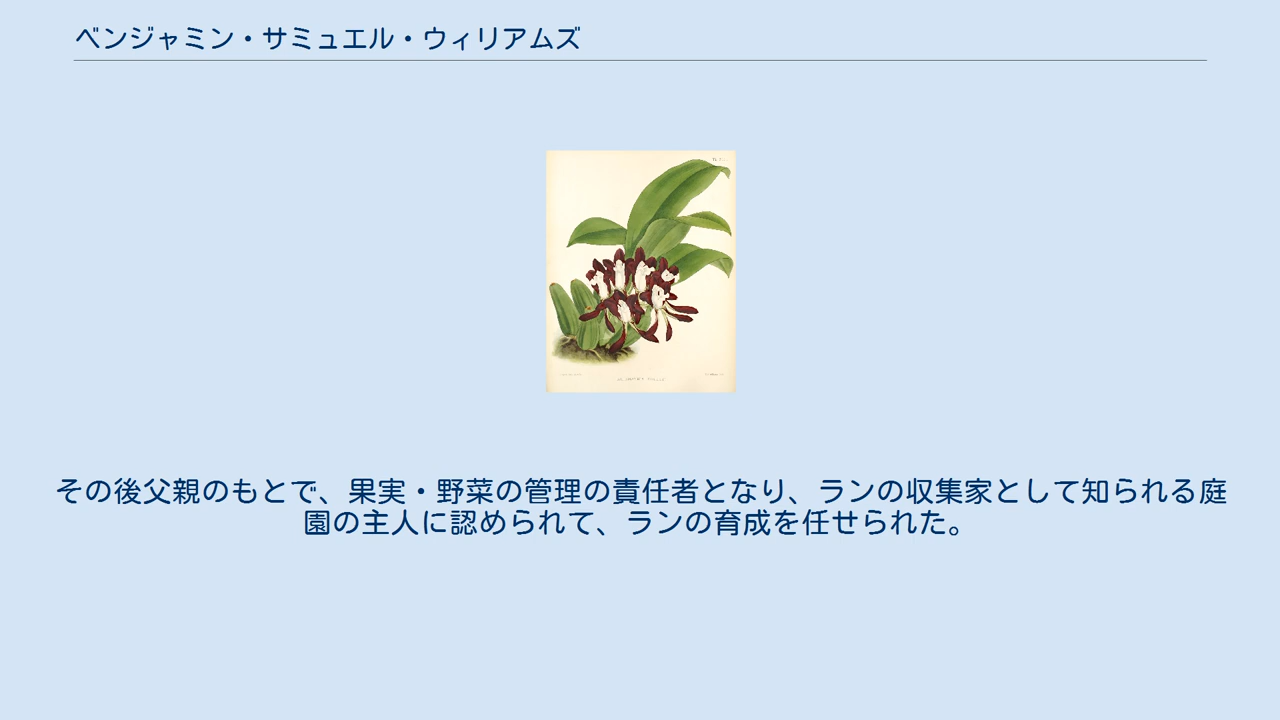 ベンジャミン・サミュエル・ウィリアムズ
その後父親のもとで、果実・野菜の管理の責任者となり、ランの収集家として知られる庭
園の主人に認められて、ランの育成を任せられた。